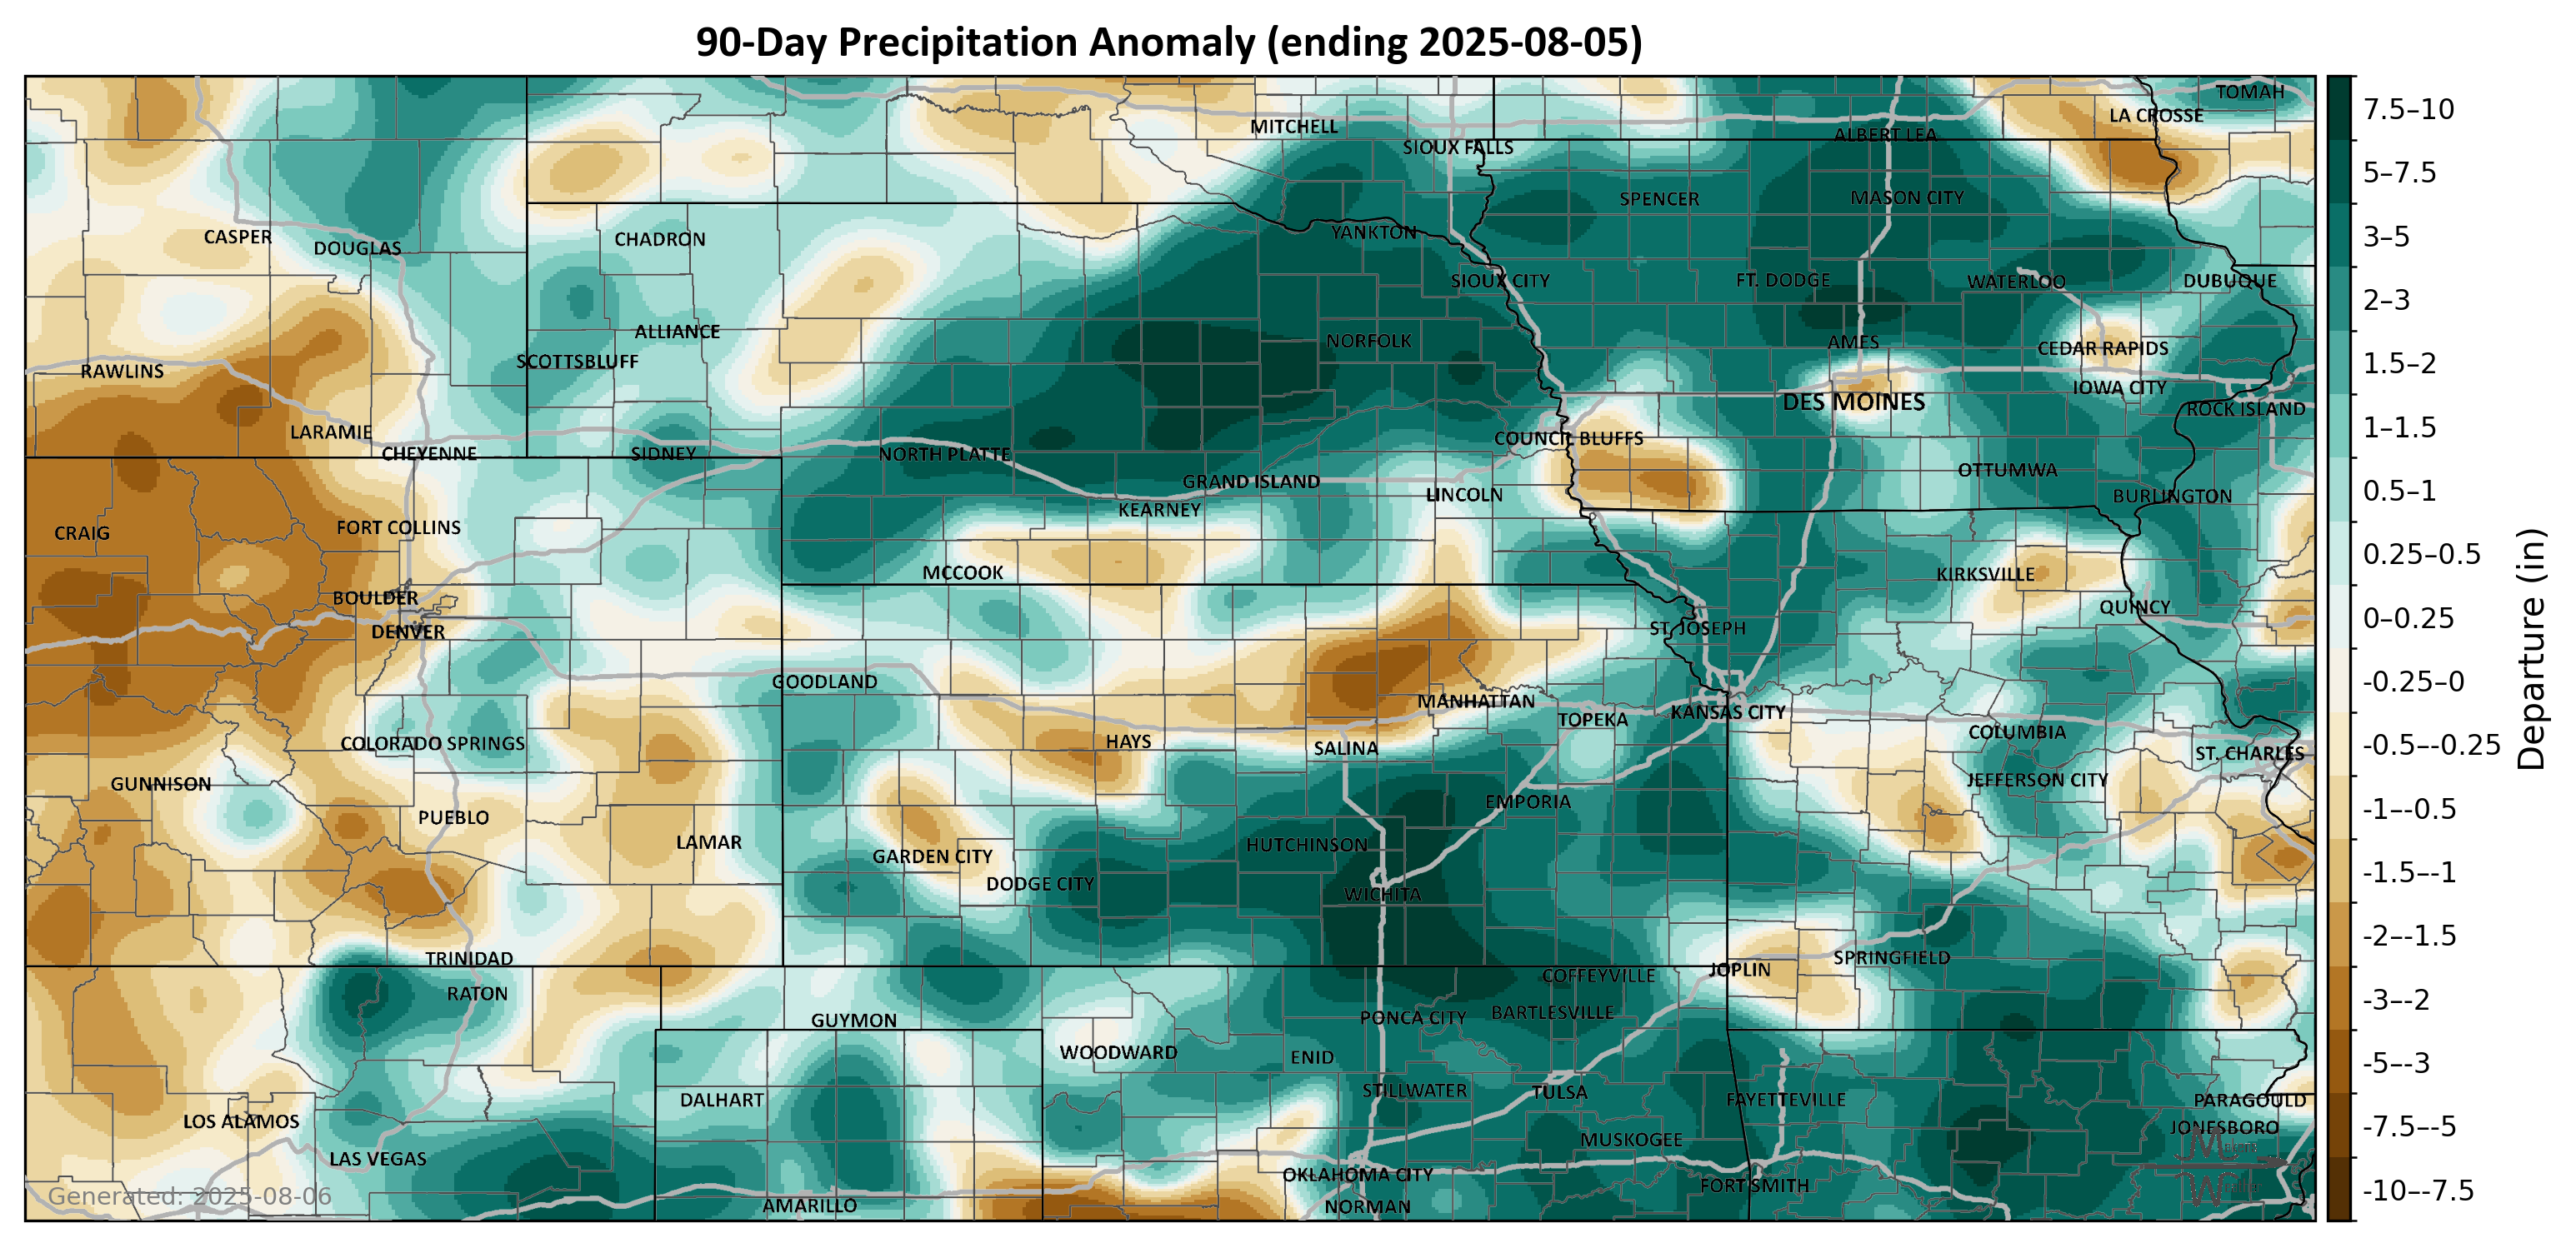 90-Day Precipitation Anomaly (ending 2025-08-05)
TOMAH
LA CROSSE
MITCHELL
ALBERT LEA
SIOUX FALLS
SPENCER
MASON CITY
YANKTON
CASPER
CHADRON
DOUGLAS
SIOUX CITY
FT. DODGE
WATERLOO
DUBUQUE
ALLIANCE
NORFOLK
AMES
CEDAR RAPIDS
SCOTTSBLUFF
RAWLINS
IOWA CITY
DES MOINES
ROCK ISLAND
LARAMIE
COUNCIL BLUFFS
CHEYENNE
SIDNEY
NORTH PLATTE
OTTUMWA
GRAND ISLAND
LINCOLN
BURLINGTON
KEARNEY
CRAIG
FORT COLLINS
MCCOOK
KIRKSVILLE
BOULDER
QUINCY
DENVER
ST. JOSEPH
GOODLAND
MANHATTAN
KANSAS CITY
TOPEKA
COLUMBIA
COLORADO SPRINGS
HAYS
SALINA
ST. CHARLES
GUNNISON
JEFFERSON CITY
EMPORIA
PUEBLO
LAMAR
HUTCHINSON
GARDEN CITY
DODGE CITY
WICHITA
TRINIDAD
SPRINGFIELD
JOPLIN
COFFEYVILLE
RATON
BARTLESVILLE
PONCA CITY
GUYMON
WOODWARD
ENID
STILLWATER
TULSA
DALHART
FAYETTEVILLE
PARAGOULD
LOS ALAMOS
JONESBORO
MUSKOGEE
LAS VEGAS
OKLAHOMA CITY
FORT SMITH
AMARILLO
NORMAN
Generated: 2025-08-06
7.5–10
5–7.5
3–5
2–3
1.5–2
1–1.5
0.5–1
0.25–0.5
0–0.25
-0.25–0
-0.5–-0.25
-1–-0.5
-1.5–-1
-2–-1.5
-3–-2
-5–-3
-7.5–-5
-10–-7.5
Departure (in)